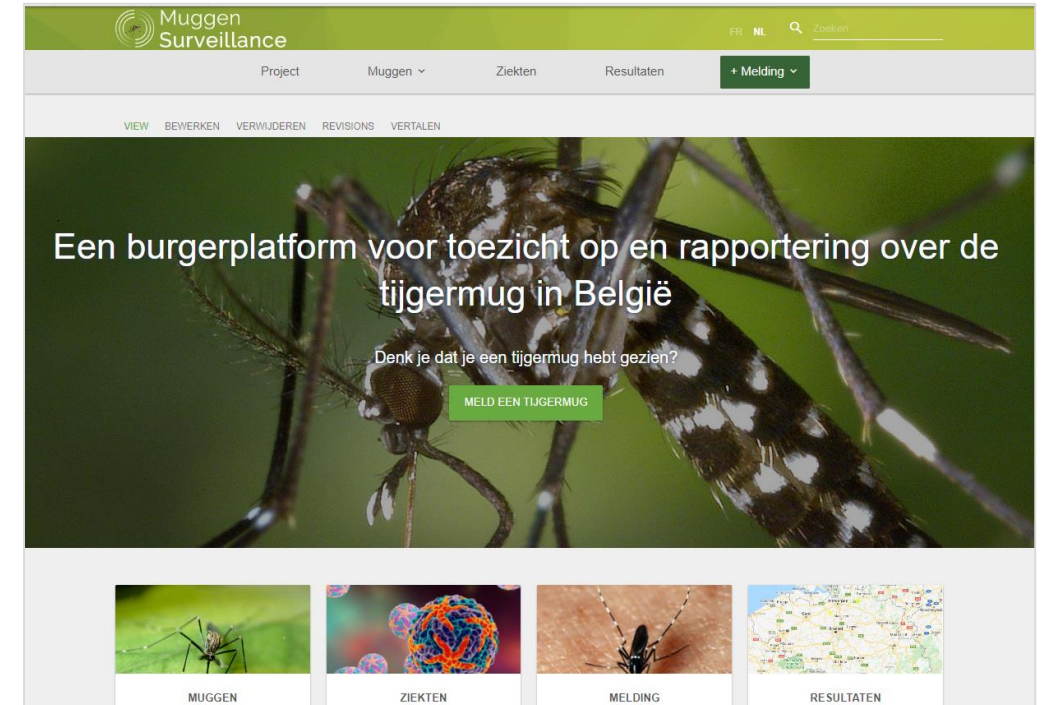 Muggen
Surveillance
FR NL Zoeken
Project Muggen Ziekten Resultaten + Melding
VIEW BEWERKEN VERWIJDEREN REVISIONS VERTALEN
Een burgerplatform voor toezicht op en rapportering over de
tijgermug in België
Denk je dat je een tijgermug hebt gezien?
MELD EEN TIJGERMUG
MUGGEN ZIEKTEN MELDING RESULTATEN